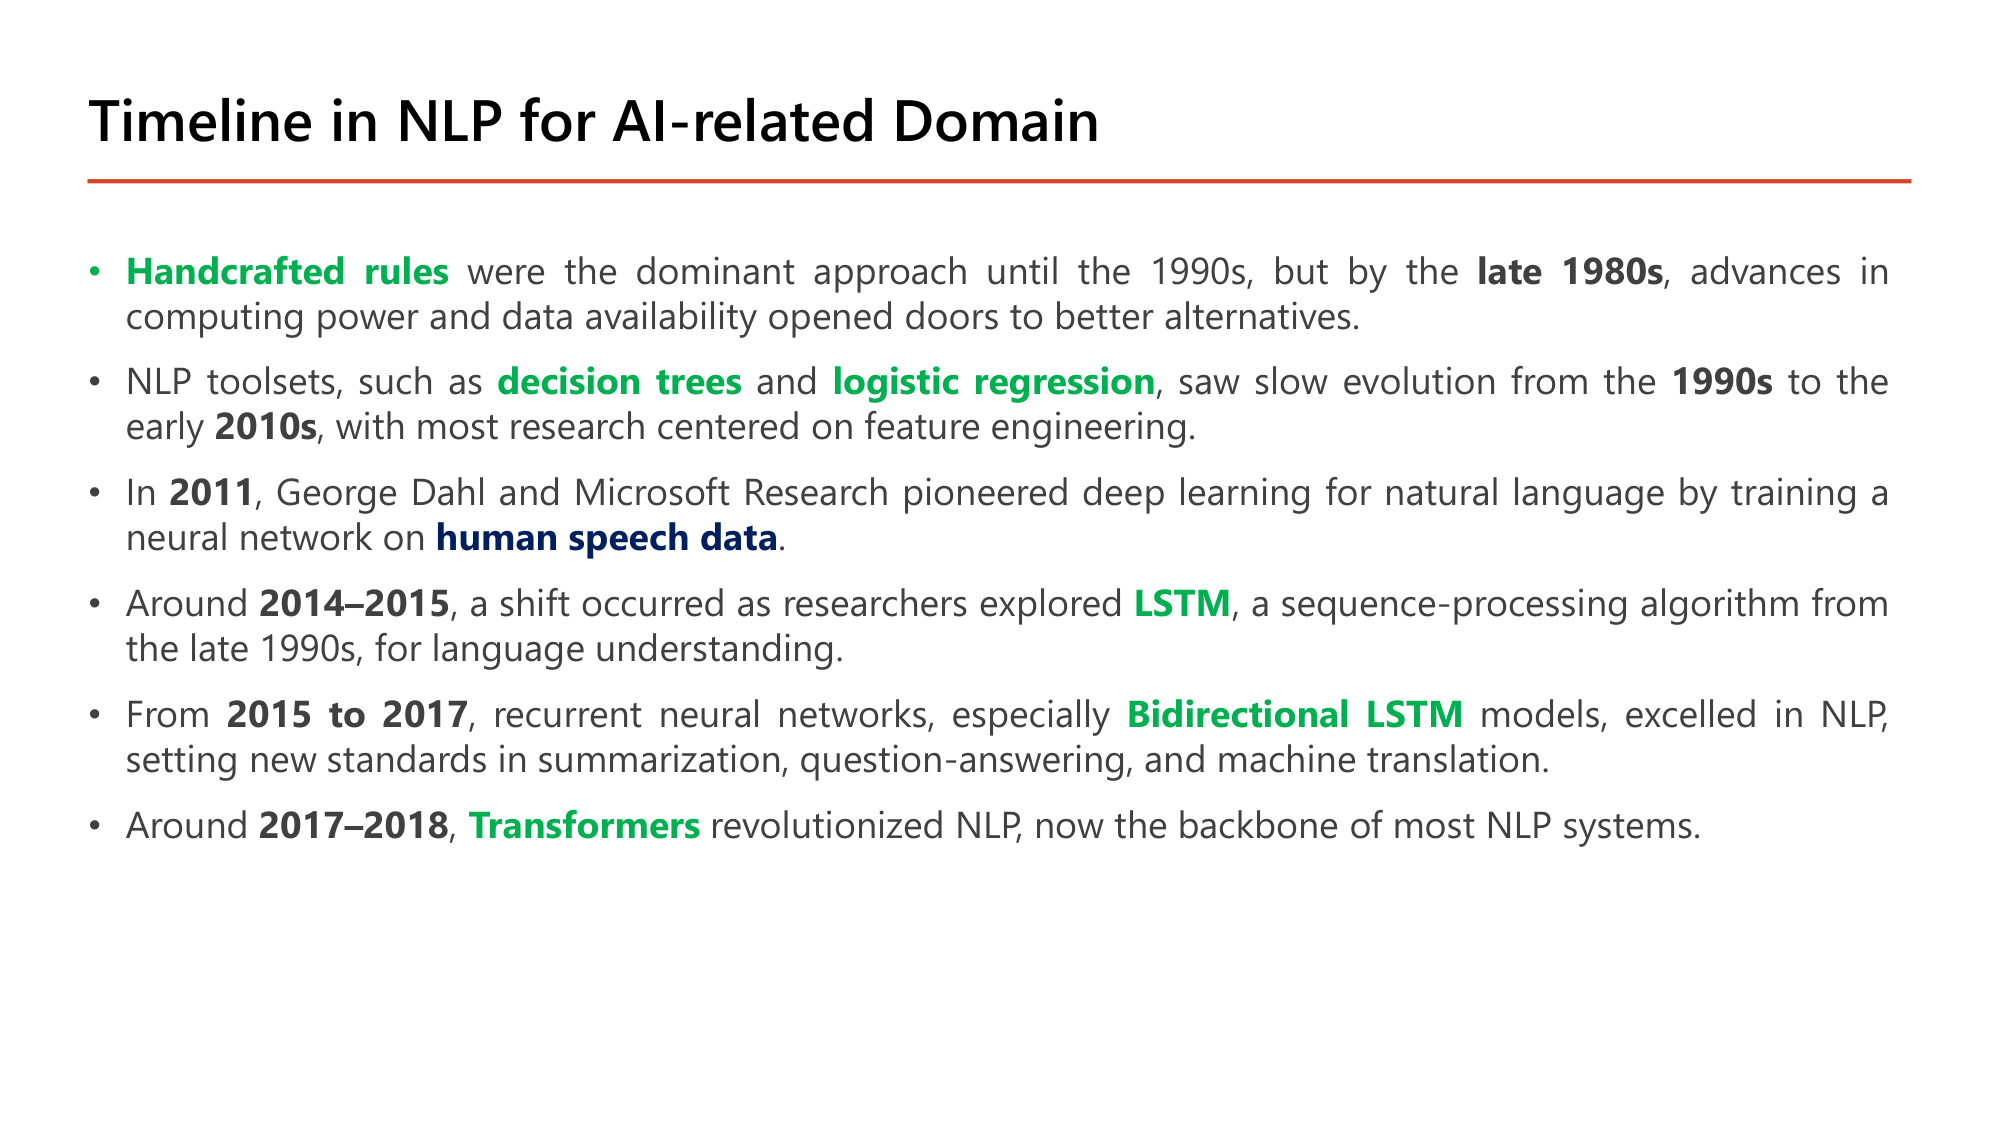 Timeline in NLP for AI-related Domain
• Handcrafted rules were the dominant approach until the 1990s, but by the late 1980s, advances in
computing power and data availability opened doors to better alternatives.
• NLP toolsets, such as decision trees and logistic regression, saw slow evolution from the 1990s to the
early 2010s, with most research centered on feature engineering.
• In 2011, George Dahl and Microsoft Research pioneered deep learning for natural language by training a
neural network on human speech data.
• Around 2014–2015, a shift occurred as researchers explored LSTM, a sequence-processing algorithm from
the late 1990s, for language understanding.
• From 2015 to 2017, recurrent neural networks, especially Bidirectional LSTM models, excelled in NLP,
setting new standards in summarization, question-answering, and machine translation.
• Around 2017–2018, Transformers revolutionized NLP, now the backbone of most NLP systems.